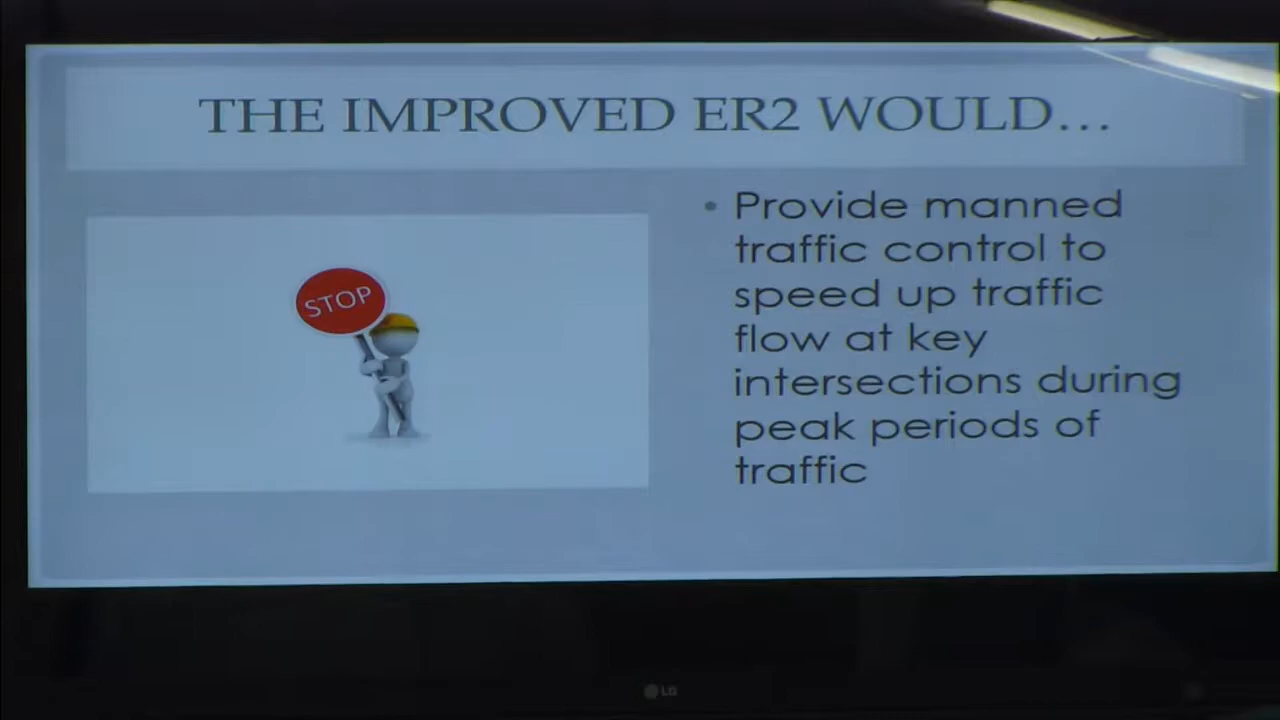 THE IMPROVED ER2 WOULD...
STOP
• Provide manned
traffic control to
speed up traffic
flow at key
intersections during
peak periods of
traffic
LG